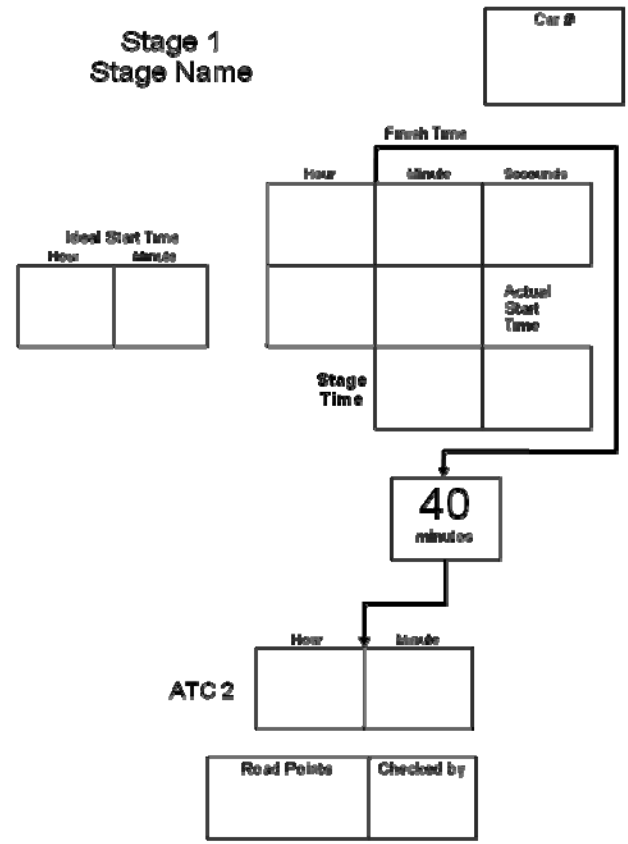 Stage 1
Stage Name
Car #
Finish Time
Hour Minute Secounds
Ideal Start Time
Hour Minute
Actual
Start
Time
Stage
Time
40
minutes
Hour Minute
ATC 2
Road Points Checked by